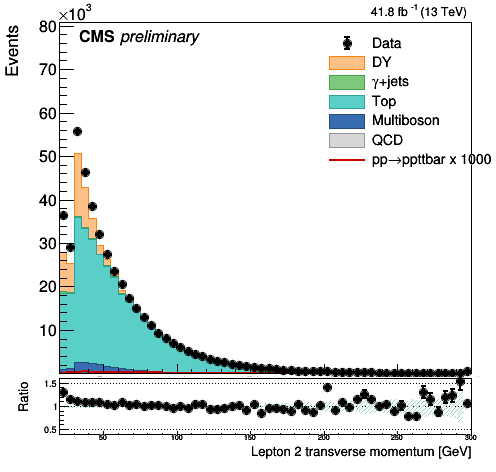 ×10³
41.8 fb⁻¹ (13 TeV)
CMS preliminary
Events
80
70
60
50
40
30
20
10
Data
DY
γ+jets
Top
Multiboson
QCD
pp→ppttbar x 1000
Ratio
1.5
1
0.5
50
100
150
200
250
300
Lepton 2 transverse momentum [GeV]